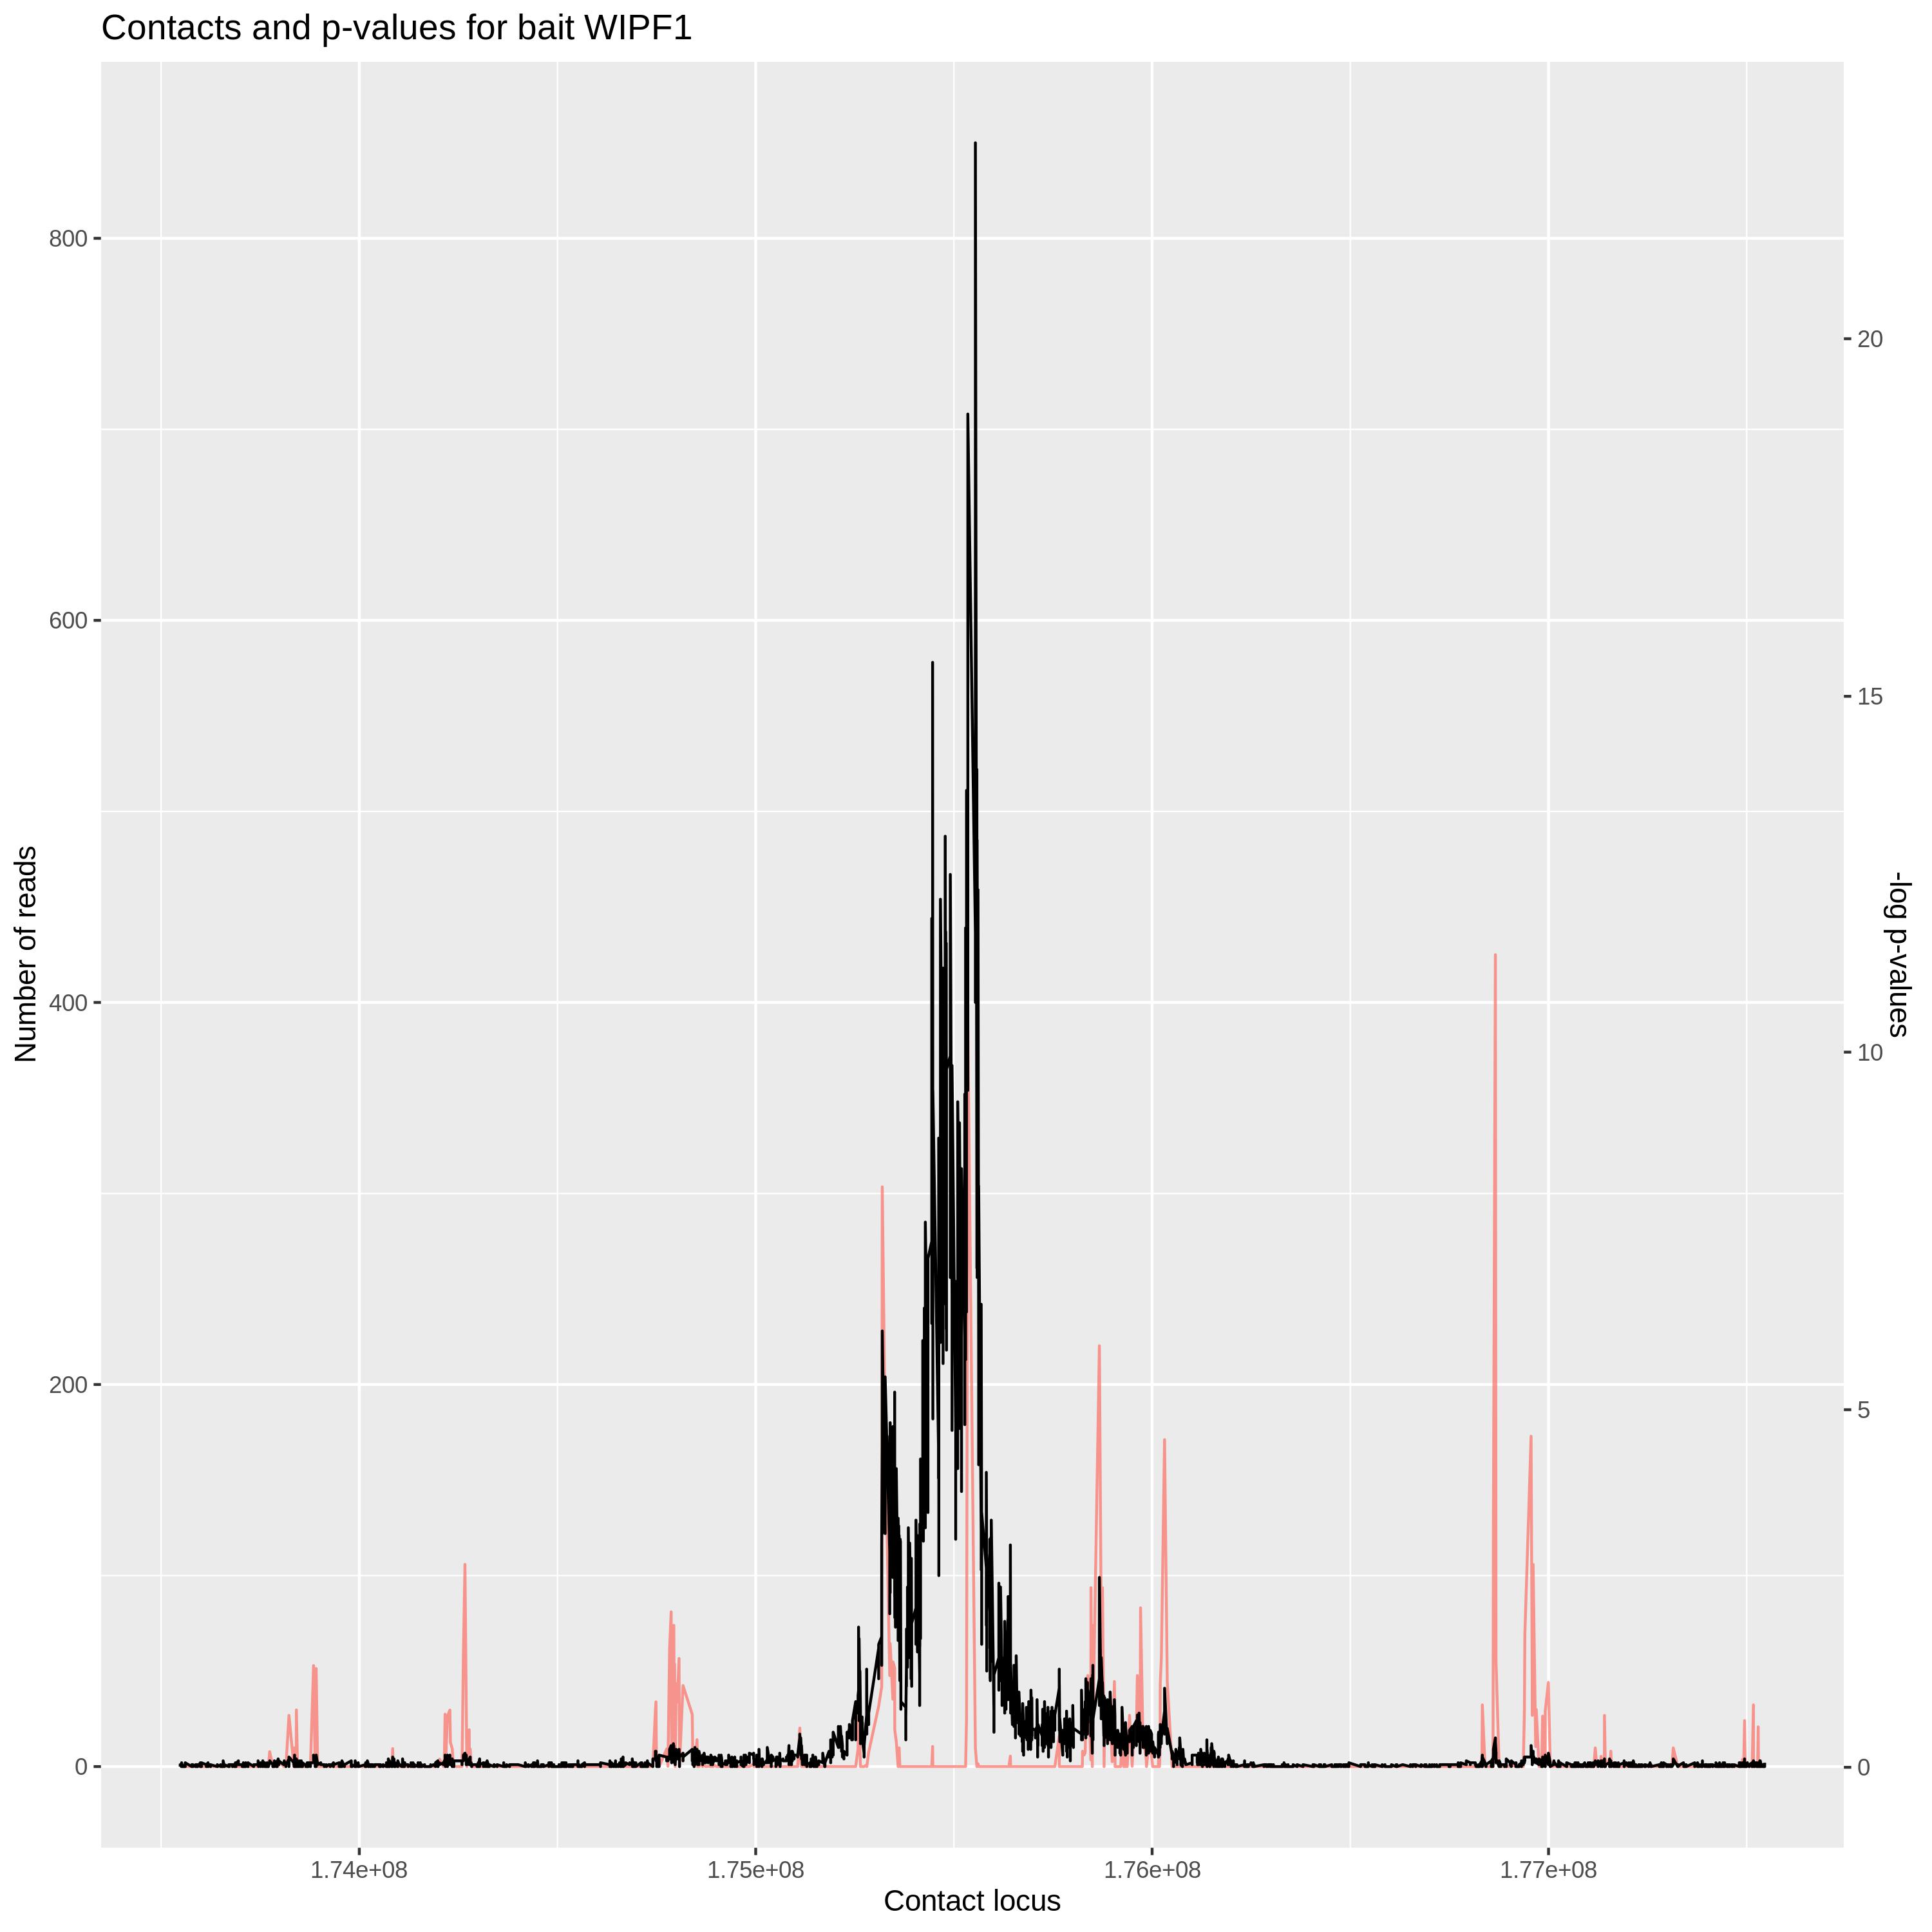 Contacts and p-values for bait WIPF1
Number of reads
800
600
400
200
0
20
15
10
5
0
-log p-values
1.74e+08 1.75e+08 1.76e+08 1.77e+08
Contact locus